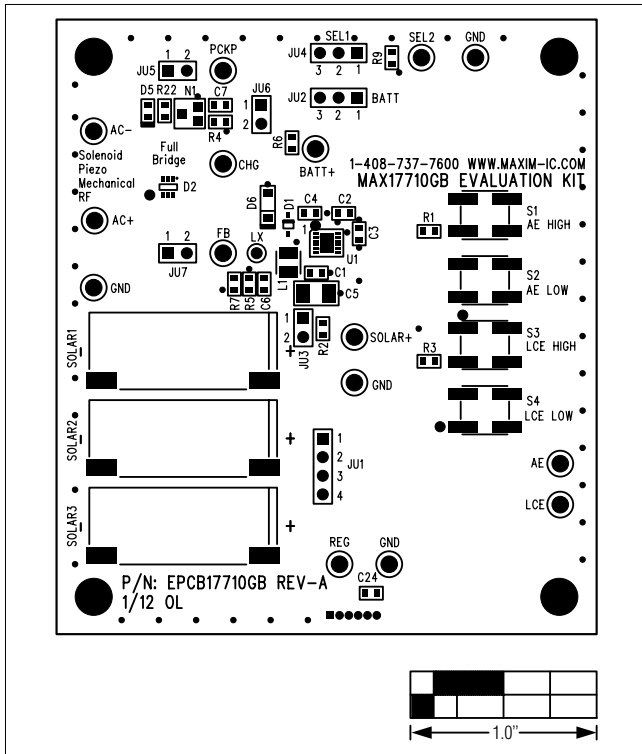 SEL1
SEL2
GND
PCKP
1 2
JU5
JU4
3 2 1
R9
JU6
JU2
BATT
3 2 1
D5 R22 N1 C7
1
2
R4
R6
AC-
Solenoid
Piezo
Mechanical
RF
Full
Bridge
D2
CHG
BATT+
1-408-737-7600 WWW.MAXIM-IC.COM
MAX17710GB EVALUATION KIT
D6
D1
C4
C2
C3
1
U1
AC+
R1
S1
AE HIGH
1 2
JU7
FB
LX
L1
C1
C5
S2
AE LOW
GND
R7
R5
C6
1
2
JU3
R2
SOLAR+
R3
S3
LCE HIGH
SOLAR1
-
+
GND
S4
LCE LOW
SOLAR2
-
+
1
2
3
4
JU1
AE
LCE
SOLAR3
-
+
REG
GND
C24
P/N: EPCB17710GB REV-A
1/12 OL
1.0"